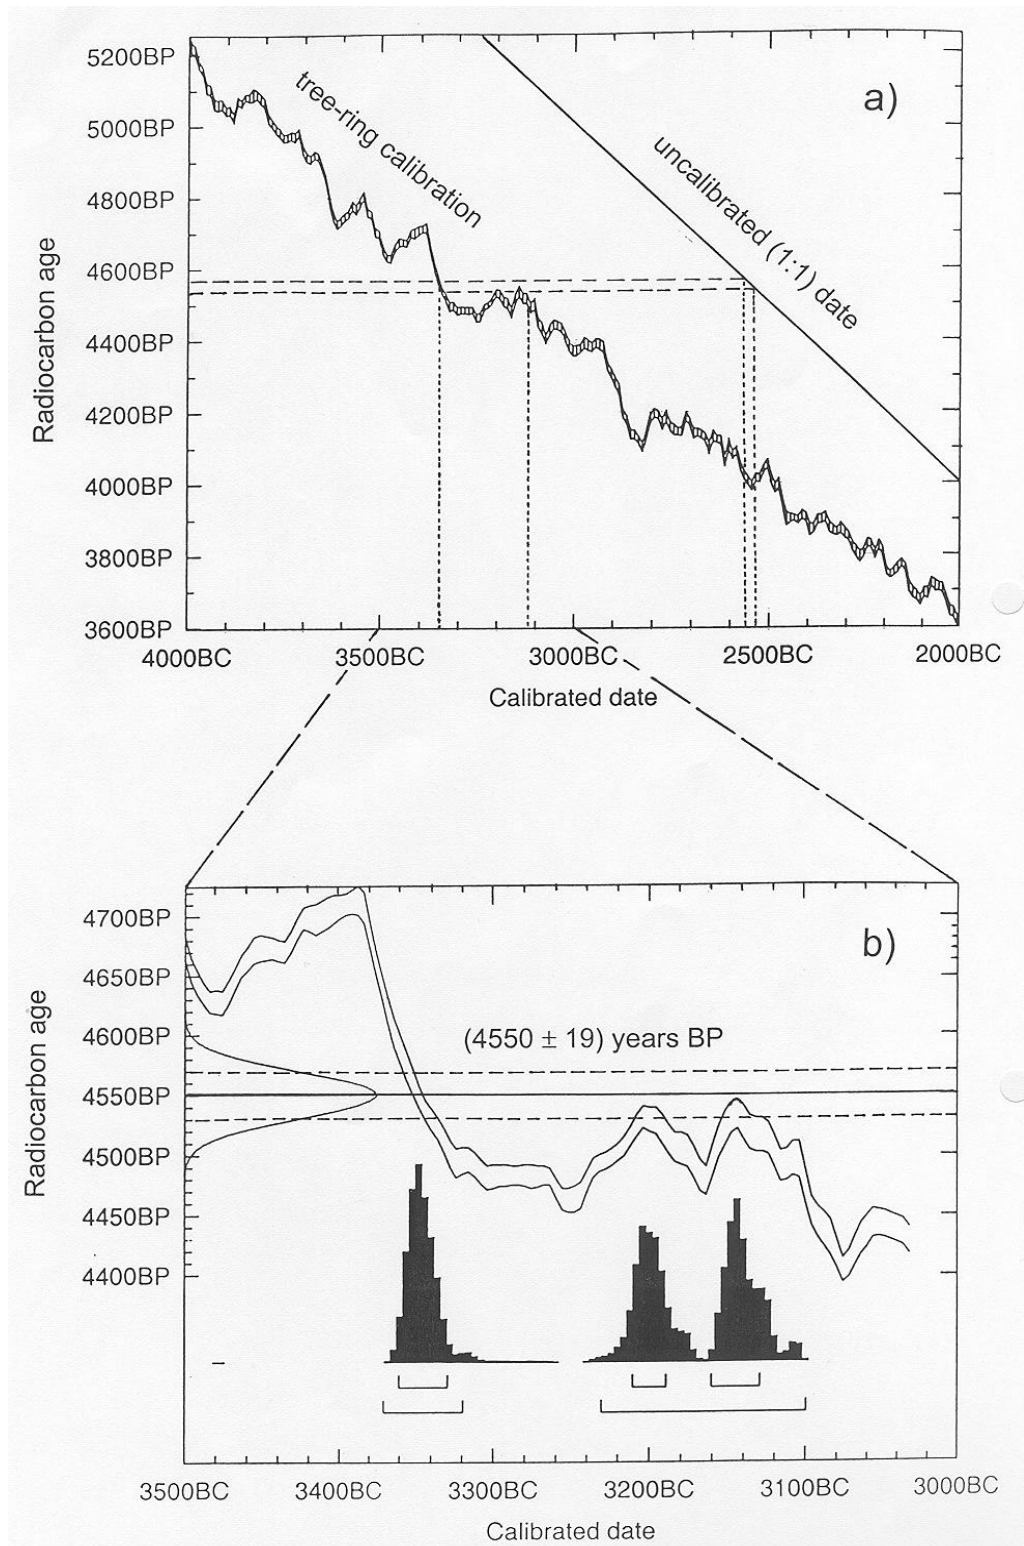 a)
tree-ring calibration
uncalibrated (1:1) date
Radiocarbon age
5200BP
5000BP
4800BP
4600BP
4400BP
4200BP
4000BP
3800BP
3600BP
4000BC 3500BC 3000BC 2500BC 2000BC
Calibrated date
b)
(4550 ± 19) years BP
Radiocarbon age
4700BP
4650BP
4600BP
4550BP
4500BP
4450BP
4400BP
3500BC 3400BC 3300BC 3200BC 3100BC 3000BC
Calibrated date